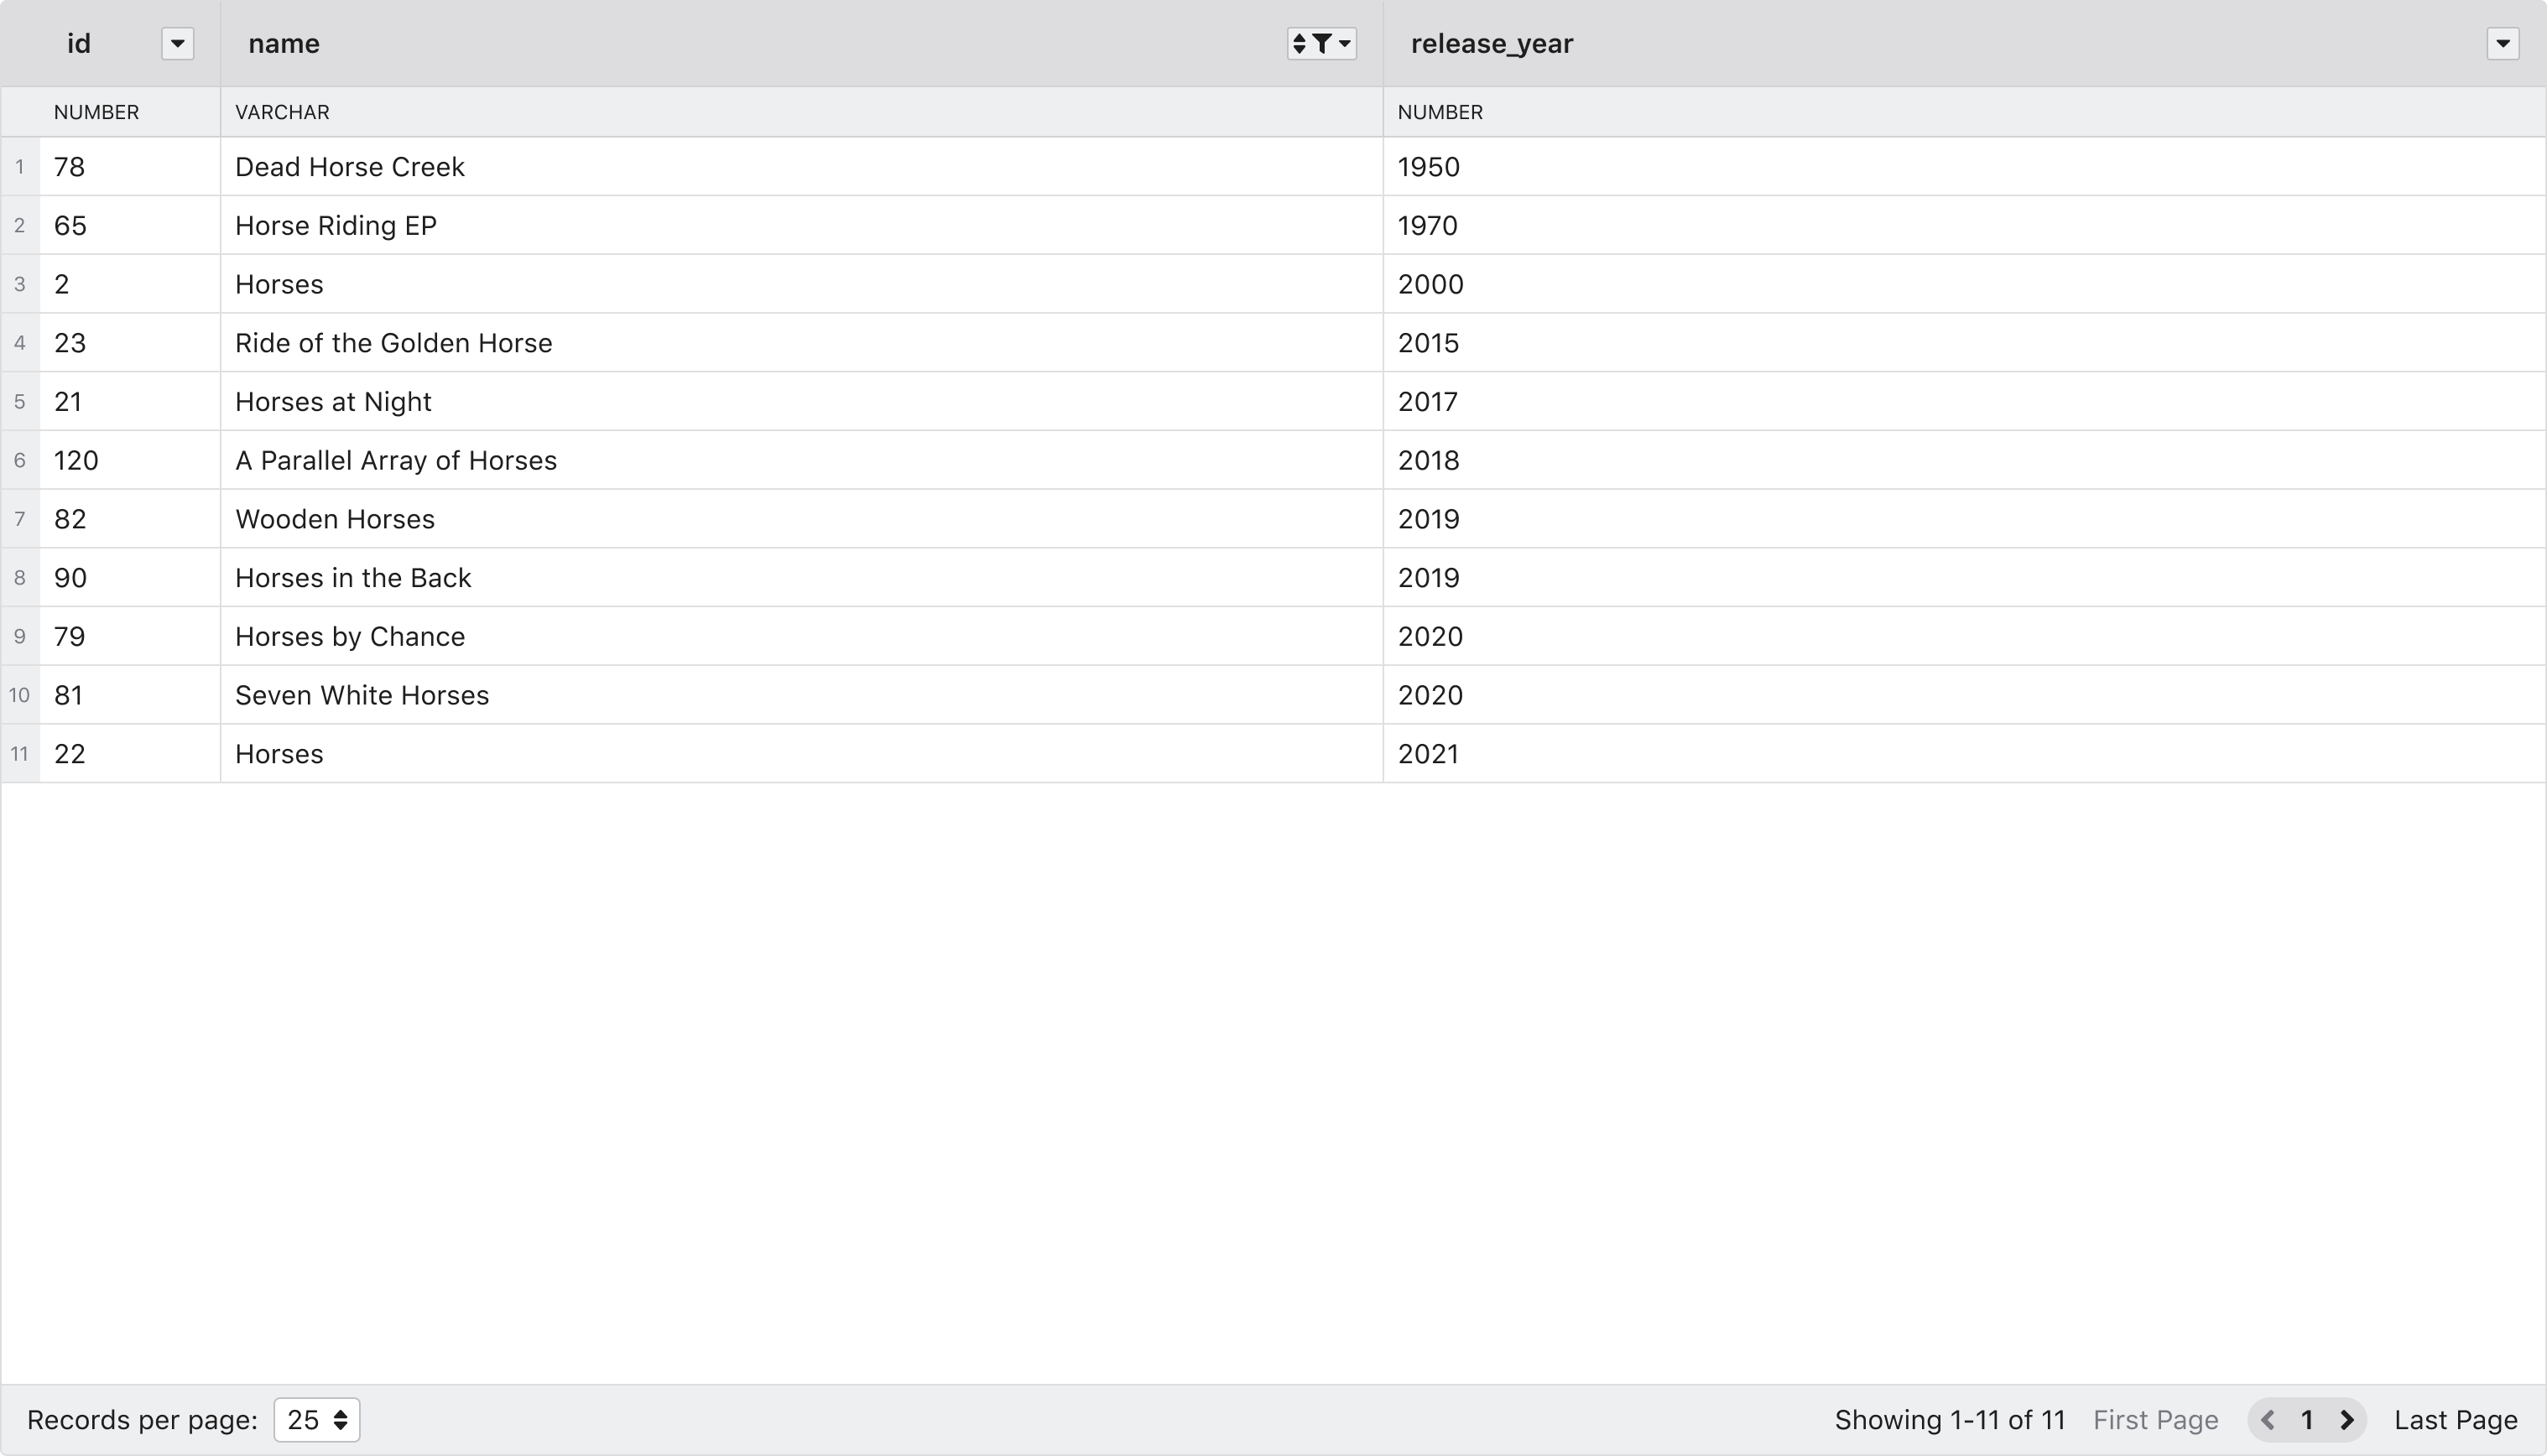 id name release_year
NUMBER VARCHAR NUMBER
1 78 Dead Horse Creek 1950
2 65 Horse Riding EP 1970
3 2 Horses 2000
4 23 Ride of the Golden Horse 2015
5 21 Horses at Night 2017
6 120 A Parallel Array of Horses 2018
7 82 Wooden Horses 2019
8 90 Horses in the Back 2019
9 79 Horses by Chance 2020
10 81 Seven White Horses 2020
11 22 Horses 2021
Records per page: 25 Showing 1-11 of 11 First Page 1 Last Page